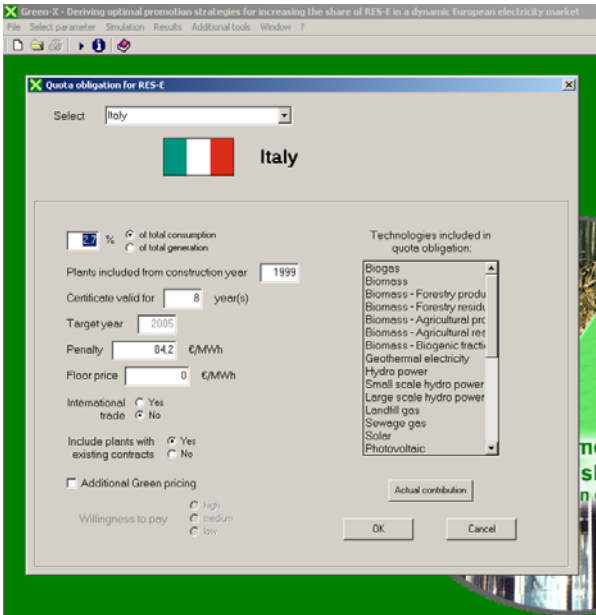 Green-X - Deriving optimal promotion strategies for increasing the share of RES-E in a dynamic European electricity market
File Select parameter Simulation Results Additional tools Window ?
Quota obligation for RES-E
Select Italy
Italy
2,7 % of total consumption
of total generation
Plants included from construction year 1999
Certificate valid for 8 year(s)
Target year 2005
Penalty 84,2 €/MWh
Floor price 0 €/MWh
International trade Yes
No
Include plants with existing contracts Yes
No
Additional Green pricing
Willingness to pay high
medium
low
Technologies included in
quota obligation:
Biogas
Biomass
Biomass - Forestry produ
Biomass - Forestry residu
Biomass - Agricultural pro
Biomass - Agricultural res
Biomass - Biogenic fracti
Geothermal electricity
Hydro power
Small scale hydro power
Large scale hydro power
Landfill gas
Sewage gas
Solar
Photovoltaic
Actual contribution
OK Cancel